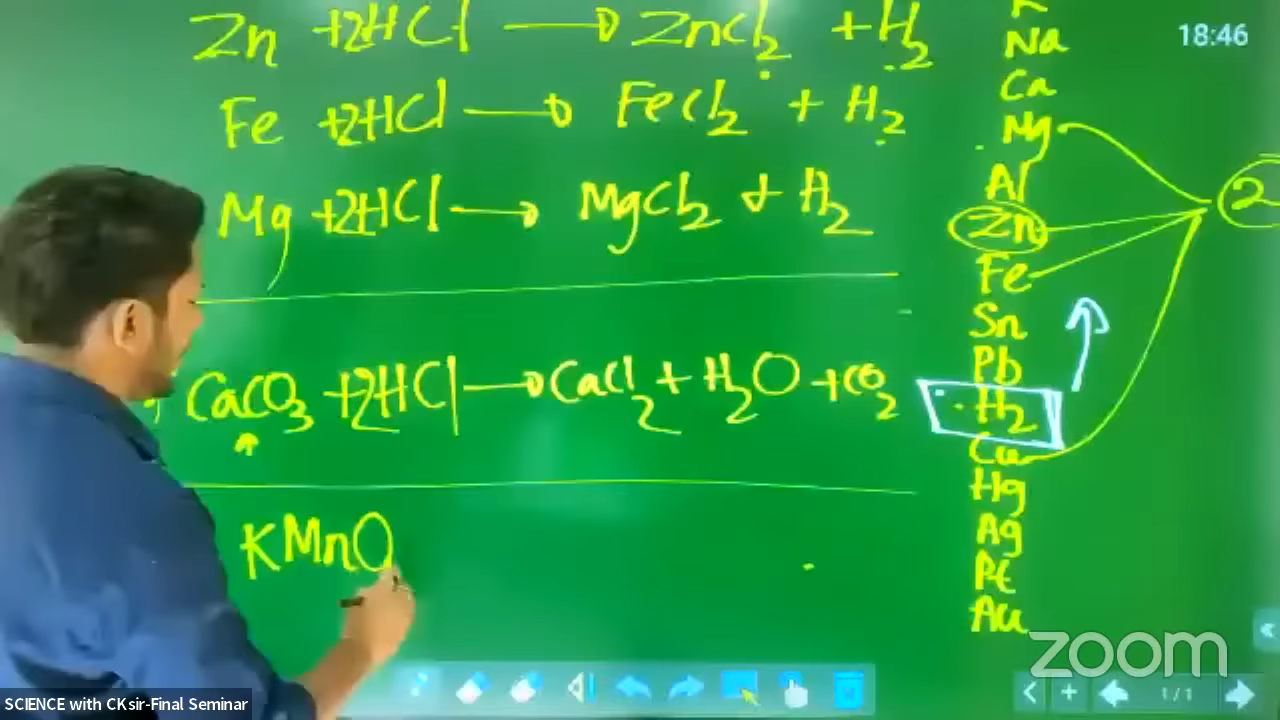 Zn + 2HCl ⟶ ZnCl₂ + H₂
Fe + 2HCl ⟶ FeCl₂ + H₂
Mg + 2HCl ⟶ MgCl₂ + H₂
CaCO₃ + 2HCl ⟶ CaCl₂ + H₂O + CO₂
KMnO
K
Na
Ca
Mg
Al
Zn
Fe
Sn
Pb
H₂
Cu
Hg
Ag
Pt
Au
2
18:46
zoom
1/1
SCIENCE with CKsir-Final Seminar